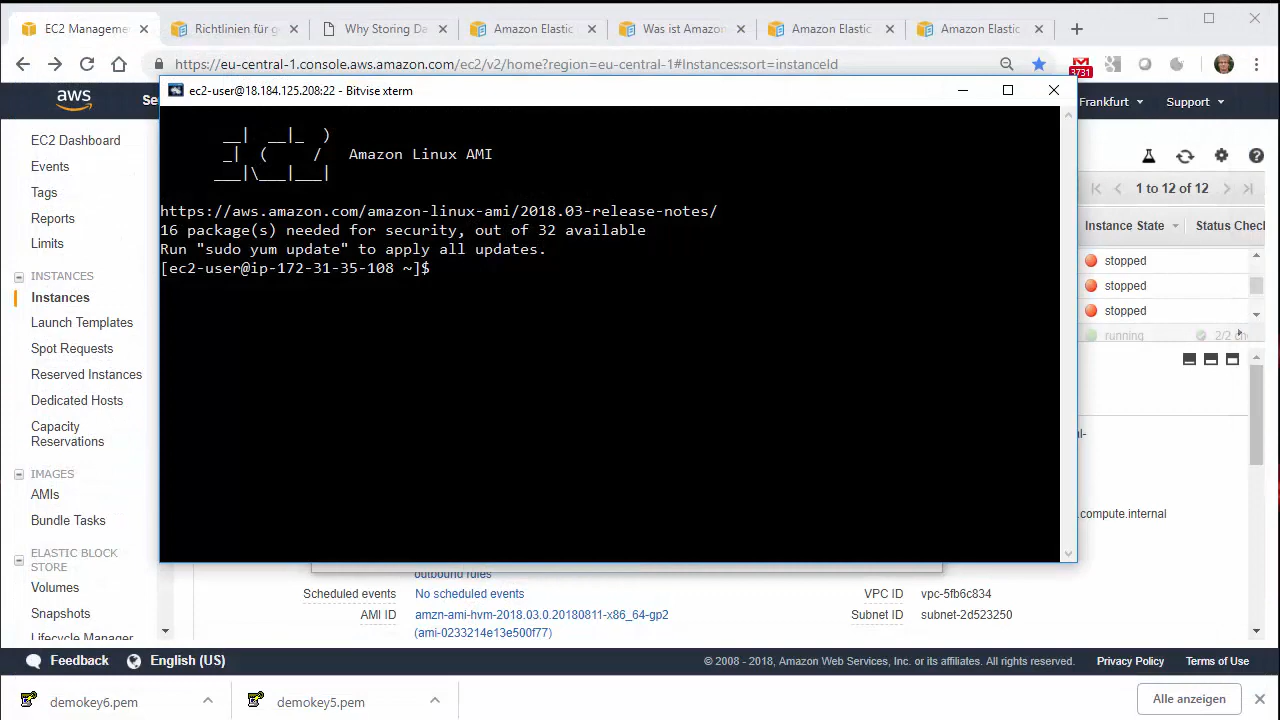 EC2 Manageme
Richtlinien für g
Why Storing Da
Amazon Elastic
Was ist Amazon
Amazon Elastic
Amazon Elastic
https://eu-central-1.console.aws.amazon.com/ec2/v2/home?region=eu-central-1#Instances:sort=instanceId
3731
aws
Se
Frankfurt
Support
ec2-user@18.184.125.208:22 - Bitvise xterm
__| __|_ )
_| ( / Amazon Linux AMI
___|\___|___|
https://aws.amazon.com/amazon-linux-ami/2018.03-release-notes/
16 package(s) needed for security, out of 32 available
Run "sudo yum update" to apply all updates.
[ec2-user@ip-172-31-35-108 ~]$
EC2 Dashboard
Events
Tags
Reports
Limits
INSTANCES
Instances
Launch Templates
Spot Requests
Reserved Instances
Dedicated Hosts
Capacity
Reservations
IMAGES
AMIs
Bundle Tasks
ELASTIC BLOCK
STORE
Volumes
Snapshots
Lifecycle Manager
1 to 12 of 12
Instance State
Status Chec
stopped
stopped
stopped
running
2/2 ch
al-
.compute.internal
outbound rules
Scheduled events
No scheduled events
VPC ID
vpc-5fb6c834
AMI ID
amzn-ami-hvm-2018.03.0.20180811-x86_64-gp2
(ami-0233214e13e500f77)
Subnet ID
subnet-2d523250
Feedback
English (US)
© 2008 - 2018, Amazon Web Services, Inc. or its affiliates. All rights reserved.
Privacy Policy
Terms of Use
demokey6.pem
demokey5.pem
Alle anzeigen